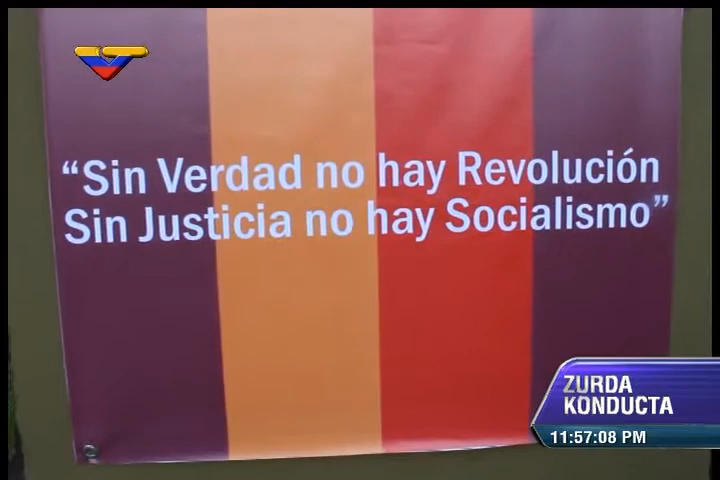 “Sin Verdad no hay Revolución
Sin Justicia no hay Socialismo”
ZURDA
KONDUCTA
11:57:08 PM